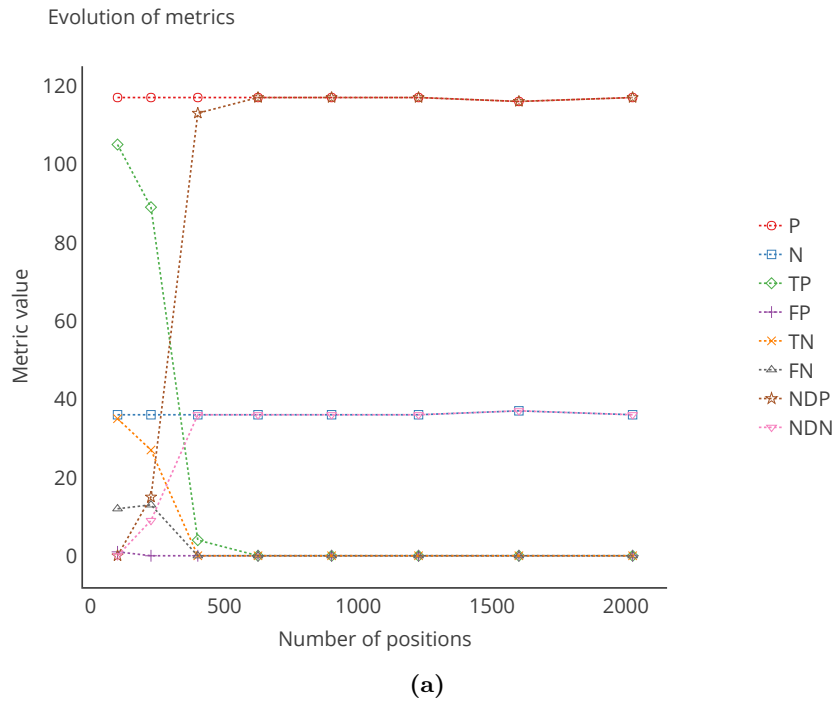 Evolution of metrics
120
100
80
60
40
20
0
Metric value
0 500 1000 1500 2000
Number of positions
P
N
TP
FP
TN
FN
NDP
NDN
(a)